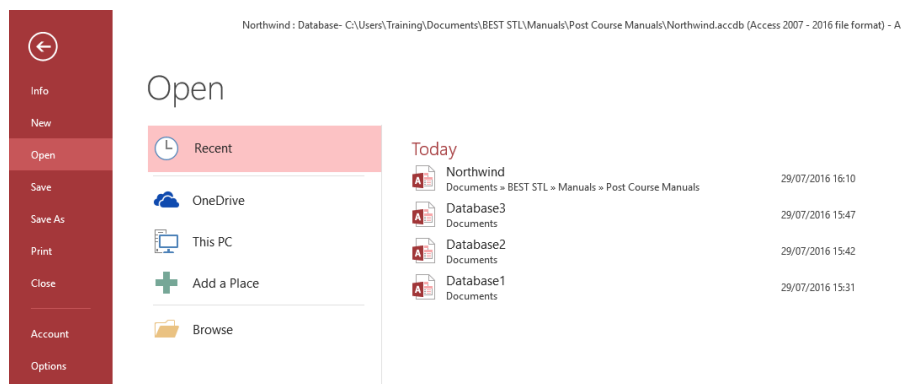 Northwind : Database- C:\Users\Training\Documents\BEST STL\Manuals\Post Course Manuals\Northwind.accdb (Access 2007 - 2016 file format) - A
Info
New
Open
Save
Save As
Print
Close
Account
Options
Open
Recent
OneDrive
This PC
Add a Place
Browse
Today
Northwind
Documents » BEST STL » Manuals » Post Course Manuals
29/07/2016 16:10
Database3
Documents
29/07/2016 15:47
Database2
Documents
29/07/2016 15:42
Database1
Documents
29/07/2016 15:31